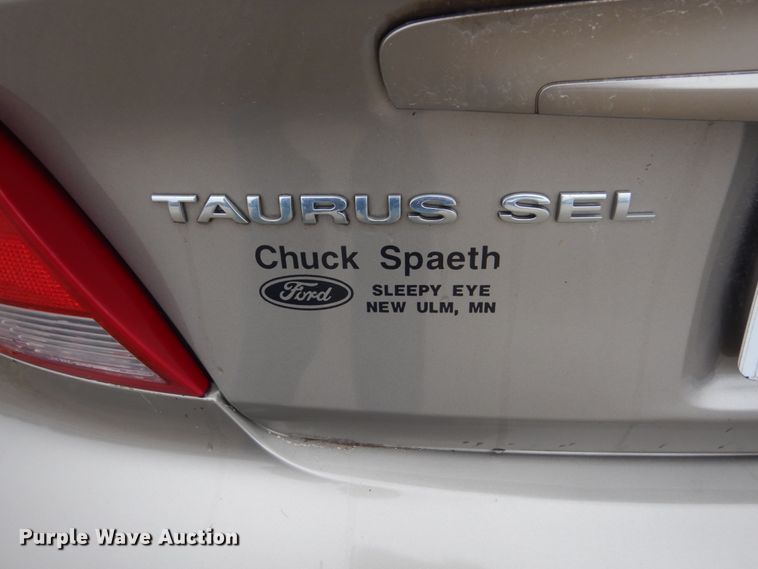 TAURUS SEL
Chuck Spaeth
Ford
SLEEPY EYE
NEW ULM, MN
Purple Wave Auction